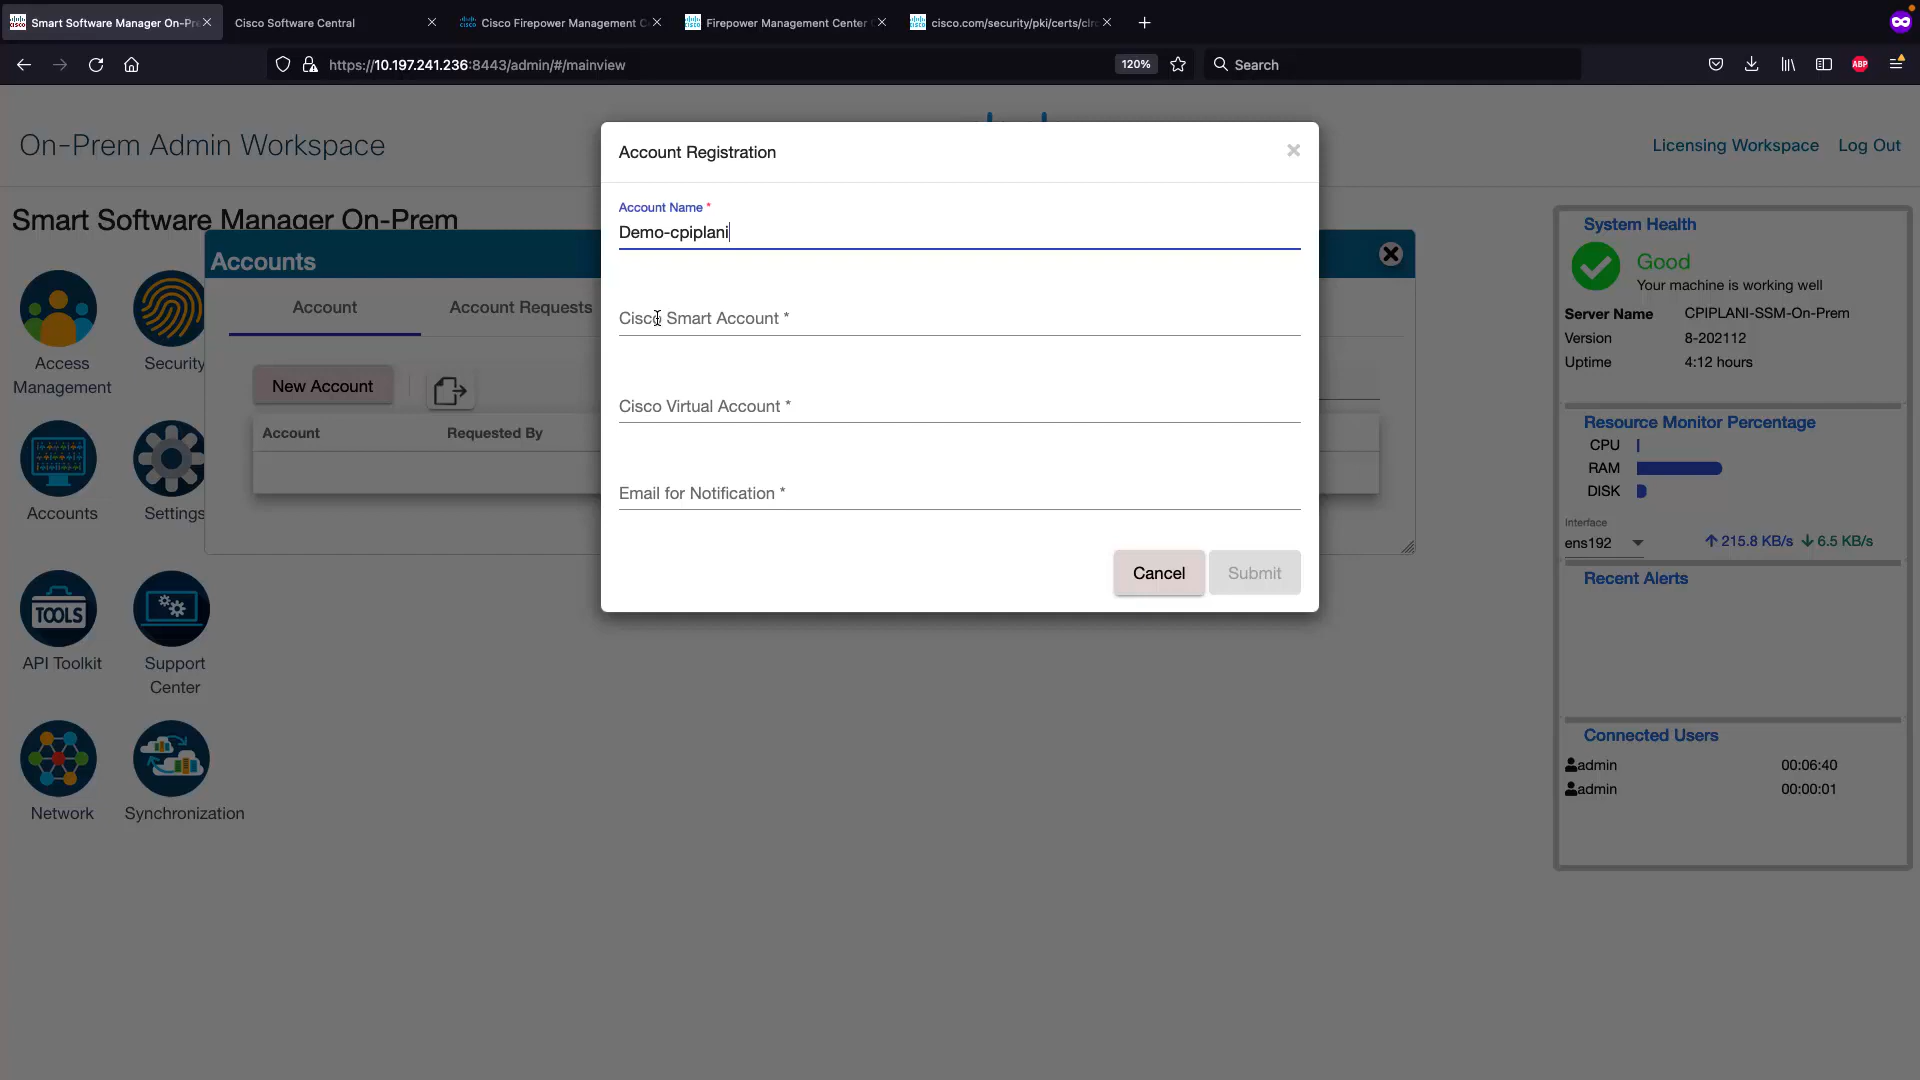 Smart Software Manager On-Pre
Cisco Software Central
Cisco Firepower Management C
Firepower Management Center
cisco.com/security/pki/certs/clrc
https://10.197.241.236:8443/admin/#/mainview
120%
Search
ABP
On-Prem Admin Workspace
Licensing Workspace
Log Out
Smart Software Manager On-Prem
Access
Management
Security
Accounts
Settings
TOOLS
API Toolkit
Support
Center
Network
Synchronization
Accounts
Account
Account Requests
New Account
Account
Requested By
Account Registration
Account Name *
Demo-cpiplani
Cisco Smart Account *
Cisco Virtual Account *
Email for Notification *
Cancel
Submit
System Health
Good
Your machine is working well
Server Name CPIPLANI-SSM-On-Prem
Version 8-202112
Uptime 4:12 hours
Resource Monitor Percentage
CPU
RAM
DISK
Interface
ens192
215.8 KB/s
6.5 KB/s
Recent Alerts
Connected Users
admin 00:06:40
admin 00:00:01